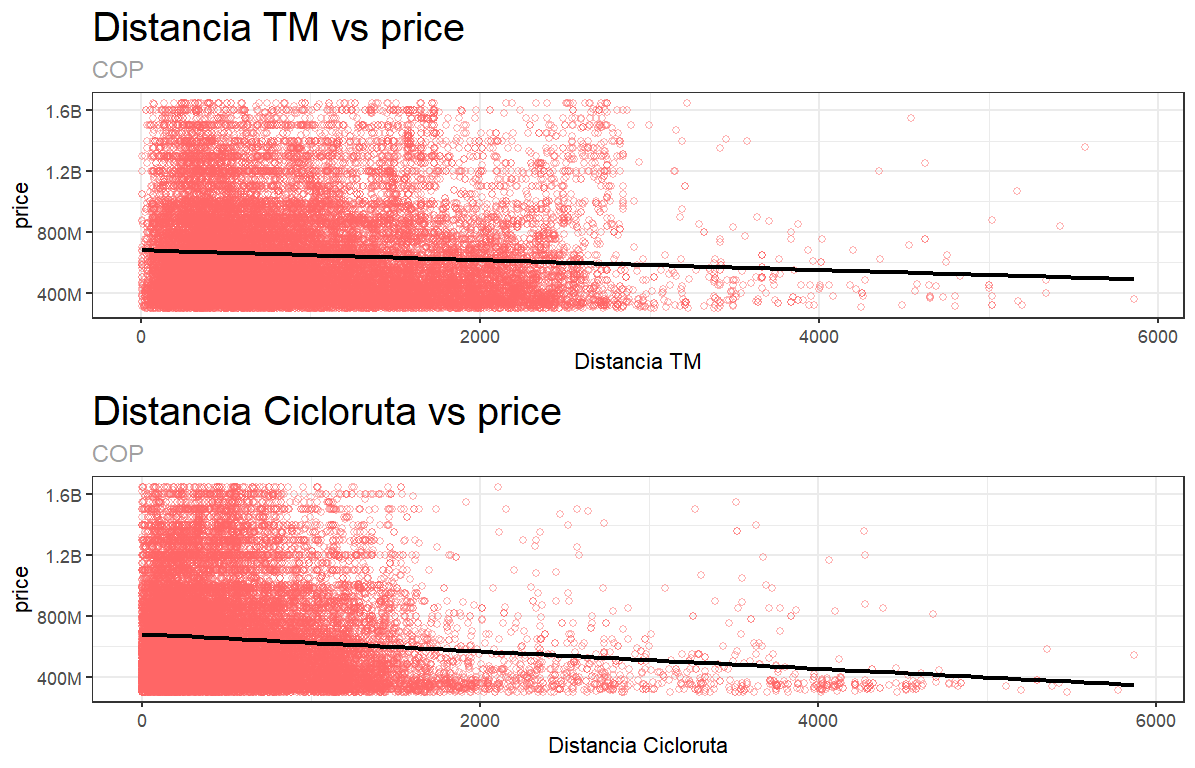 Distancia TM vs price
COP
1.6B
1.2B
800M
400M
price
0 2000 4000 6000
Distancia TM
Distancia Cicloruta vs price
COP
1.6B
1.2B
800M
400M
price
0 2000 4000 6000
Distancia Cicloruta